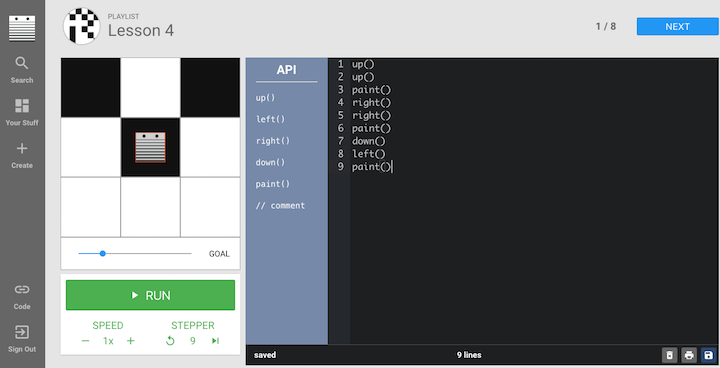 PLAYLIST
Lesson 4
1 / 8
NEXT
Search
Your Stuff
Create
Code
Sign Out
GOAL
RUN
SPEED
STEPPER
1x
9
API
up()
left()
right()
down()
paint()
// comment
1 up()
2 up()
3 paint()
4 right()
5 right()
6 paint()
7 down()
8 left()
9 paint()
saved
9 lines